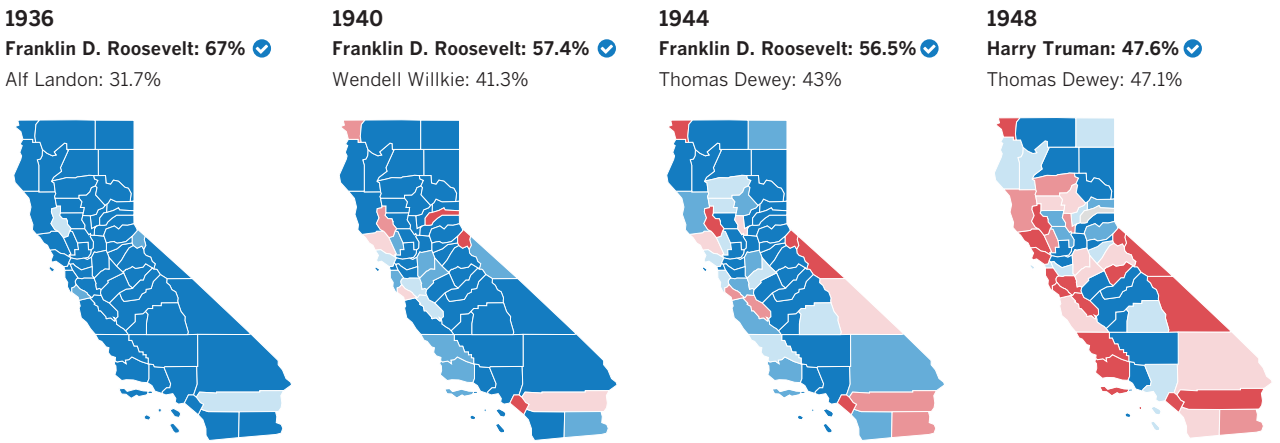 1936
Franklin D. Roosevelt: 67%
Alf Landon: 31.7%
1940
Franklin D. Roosevelt: 57.4%
Wendell Willkie: 41.3%
1944
Franklin D. Roosevelt: 56.5%
Thomas Dewey: 43%
1948
Harry Truman: 47.6%
Thomas Dewey: 47.1%